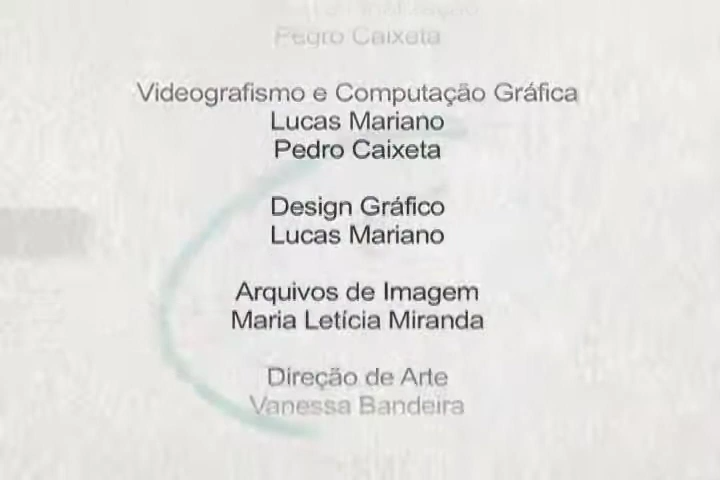 Pedro Caixeta
Videografismo e Computação Gráfica
Lucas Mariano
Pedro Caixeta
Design Gráfico
Lucas Mariano
Arquivos de Imagem
Maria Letícia Miranda
Direção de Arte
Vanessa Bandeira